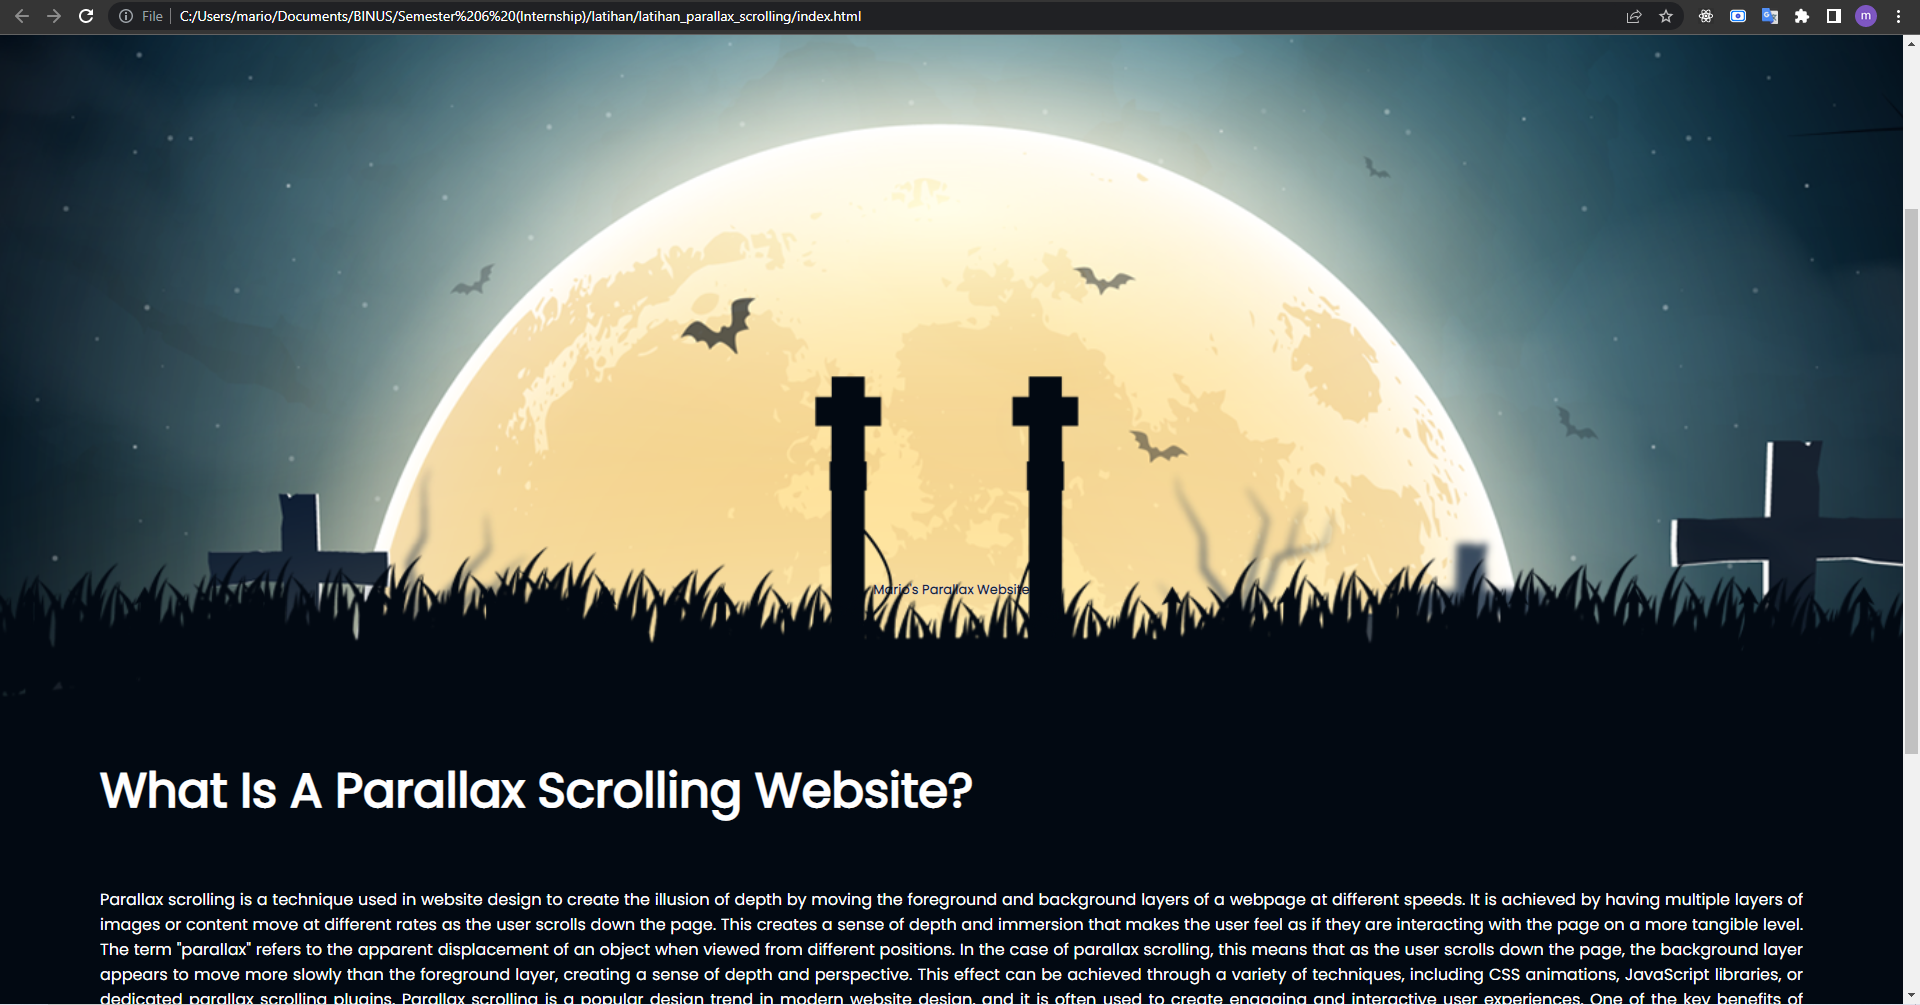 File
C:/Users/mario/Documents/BINUS/Semester%206%20(Internship)/latihan/latihan_parallax_scrolling/index.html
m
Mario's Parallax Website
What Is A Parallax Scrolling Website?
Parallax scrolling is a technique used in website design to create the illusion of depth by moving the foreground and background layers of a webpage at different speeds. It is achieved by having multiple layers of
images or content move at different rates as the user scrolls down the page. This creates a sense of depth and immersion that makes the user feel as if they are interacting with the page on a more tangible level.
The term "parallax" refers to the apparent displacement of an object when viewed from different positions. In the case of parallax scrolling, this means that as the user scrolls down the page, the background layer
appears to move more slowly than the foreground layer, creating a sense of depth and perspective. This effect can be achieved through a variety of techniques, including CSS animations, JavaScript libraries, or
dedicated parallax scrolling plugins. Parallax scrolling is a popular design trend in modern website design, and it is often used to create engaging and interactive user experiences. One of the key benefits of